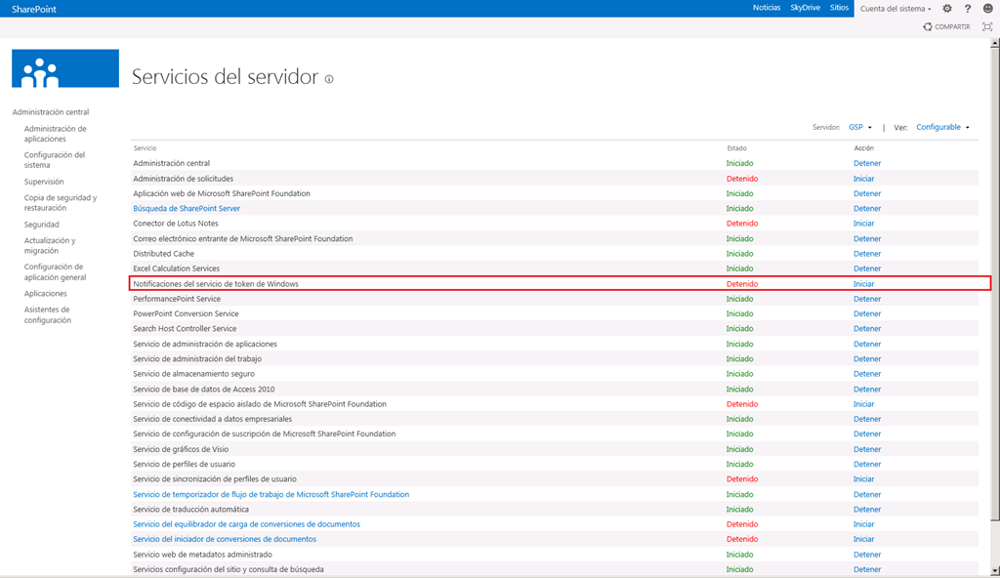 SharePoint
Noticias SkyDrive Sitios Cuenta del sistema ?
COMPARTIR
Servicios del servidor
Administración central
Administración de
aplicaciones
Configuración del
sistema
Supervisión
Copia de seguridad y
restauración
Seguridad
Actualización y
migración
Configuración de
aplicación general
Aplicaciones
Asistentes de
configuración
Servidor: GSP | Ver: Configurable
Servicio Estado Acción
Administración central Iniciado Detener
Administración de solicitudes Detenido Iniciar
Aplicación web de Microsoft SharePoint Foundation Iniciado Detener
Búsqueda de SharePoint Server Iniciado Detener
Conector de Lotus Notes Detenido Iniciar
Correo electrónico entrante de Microsoft SharePoint Foundation Iniciado Detener
Distributed Cache Iniciado Detener
Excel Calculation Services Iniciado Detener
Notificaciones del servicio de token de Windows Detenido Iniciar
PerformancePoint Service Iniciado Detener
PowerPoint Conversion Service Iniciado Detener
Search Host Controller Service Iniciado Detener
Servicio de administración de aplicaciones Iniciado Detener
Servicio de administración del trabajo Iniciado Detener
Servicio de almacenamiento seguro Iniciado Detener
Servicio de base de datos de Access 2010 Iniciado Detener
Servicio de código de espacio aislado de Microsoft SharePoint Foundation Detenido Iniciar
Servicio de conectividad a datos empresariales Iniciado Detener
Servicio de configuración de suscripción de Microsoft SharePoint Foundation Iniciado Detener
Servicio de gráficos de Visio Iniciado Detener
Servicio de perfiles de usuario Iniciado Detener
Servicio de sincronización de perfiles de usuario Detenido Iniciar
Servicio de temporizador de flujo de trabajo de Microsoft SharePoint Foundation Iniciado Detener
Servicio de traducción automática Iniciado Detener
Servicio del equilibrador de carga de conversiones de documentos Detenido Iniciar
Servicio del iniciador de conversiones de documentos Detenido Iniciar
Servicio web de metadatos administrado Iniciado Detener
Servicios configuración del sitio y consulta de búsqueda Iniciado Detener